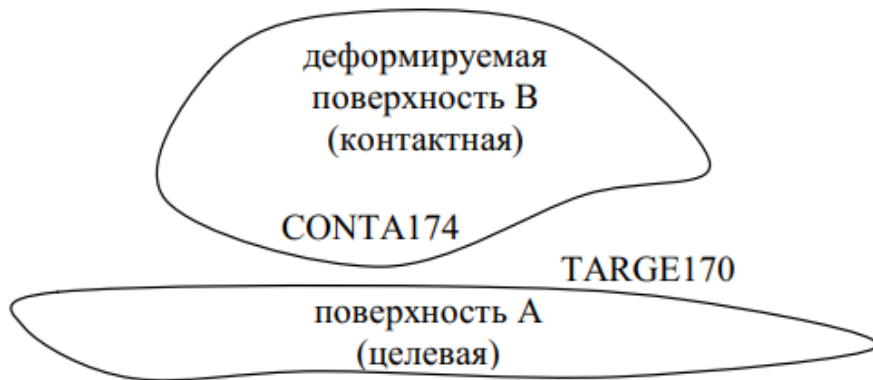 деформируемая
поверхность В
(контактная)
CONTA174
TARGE170
поверхность А
(целевая)